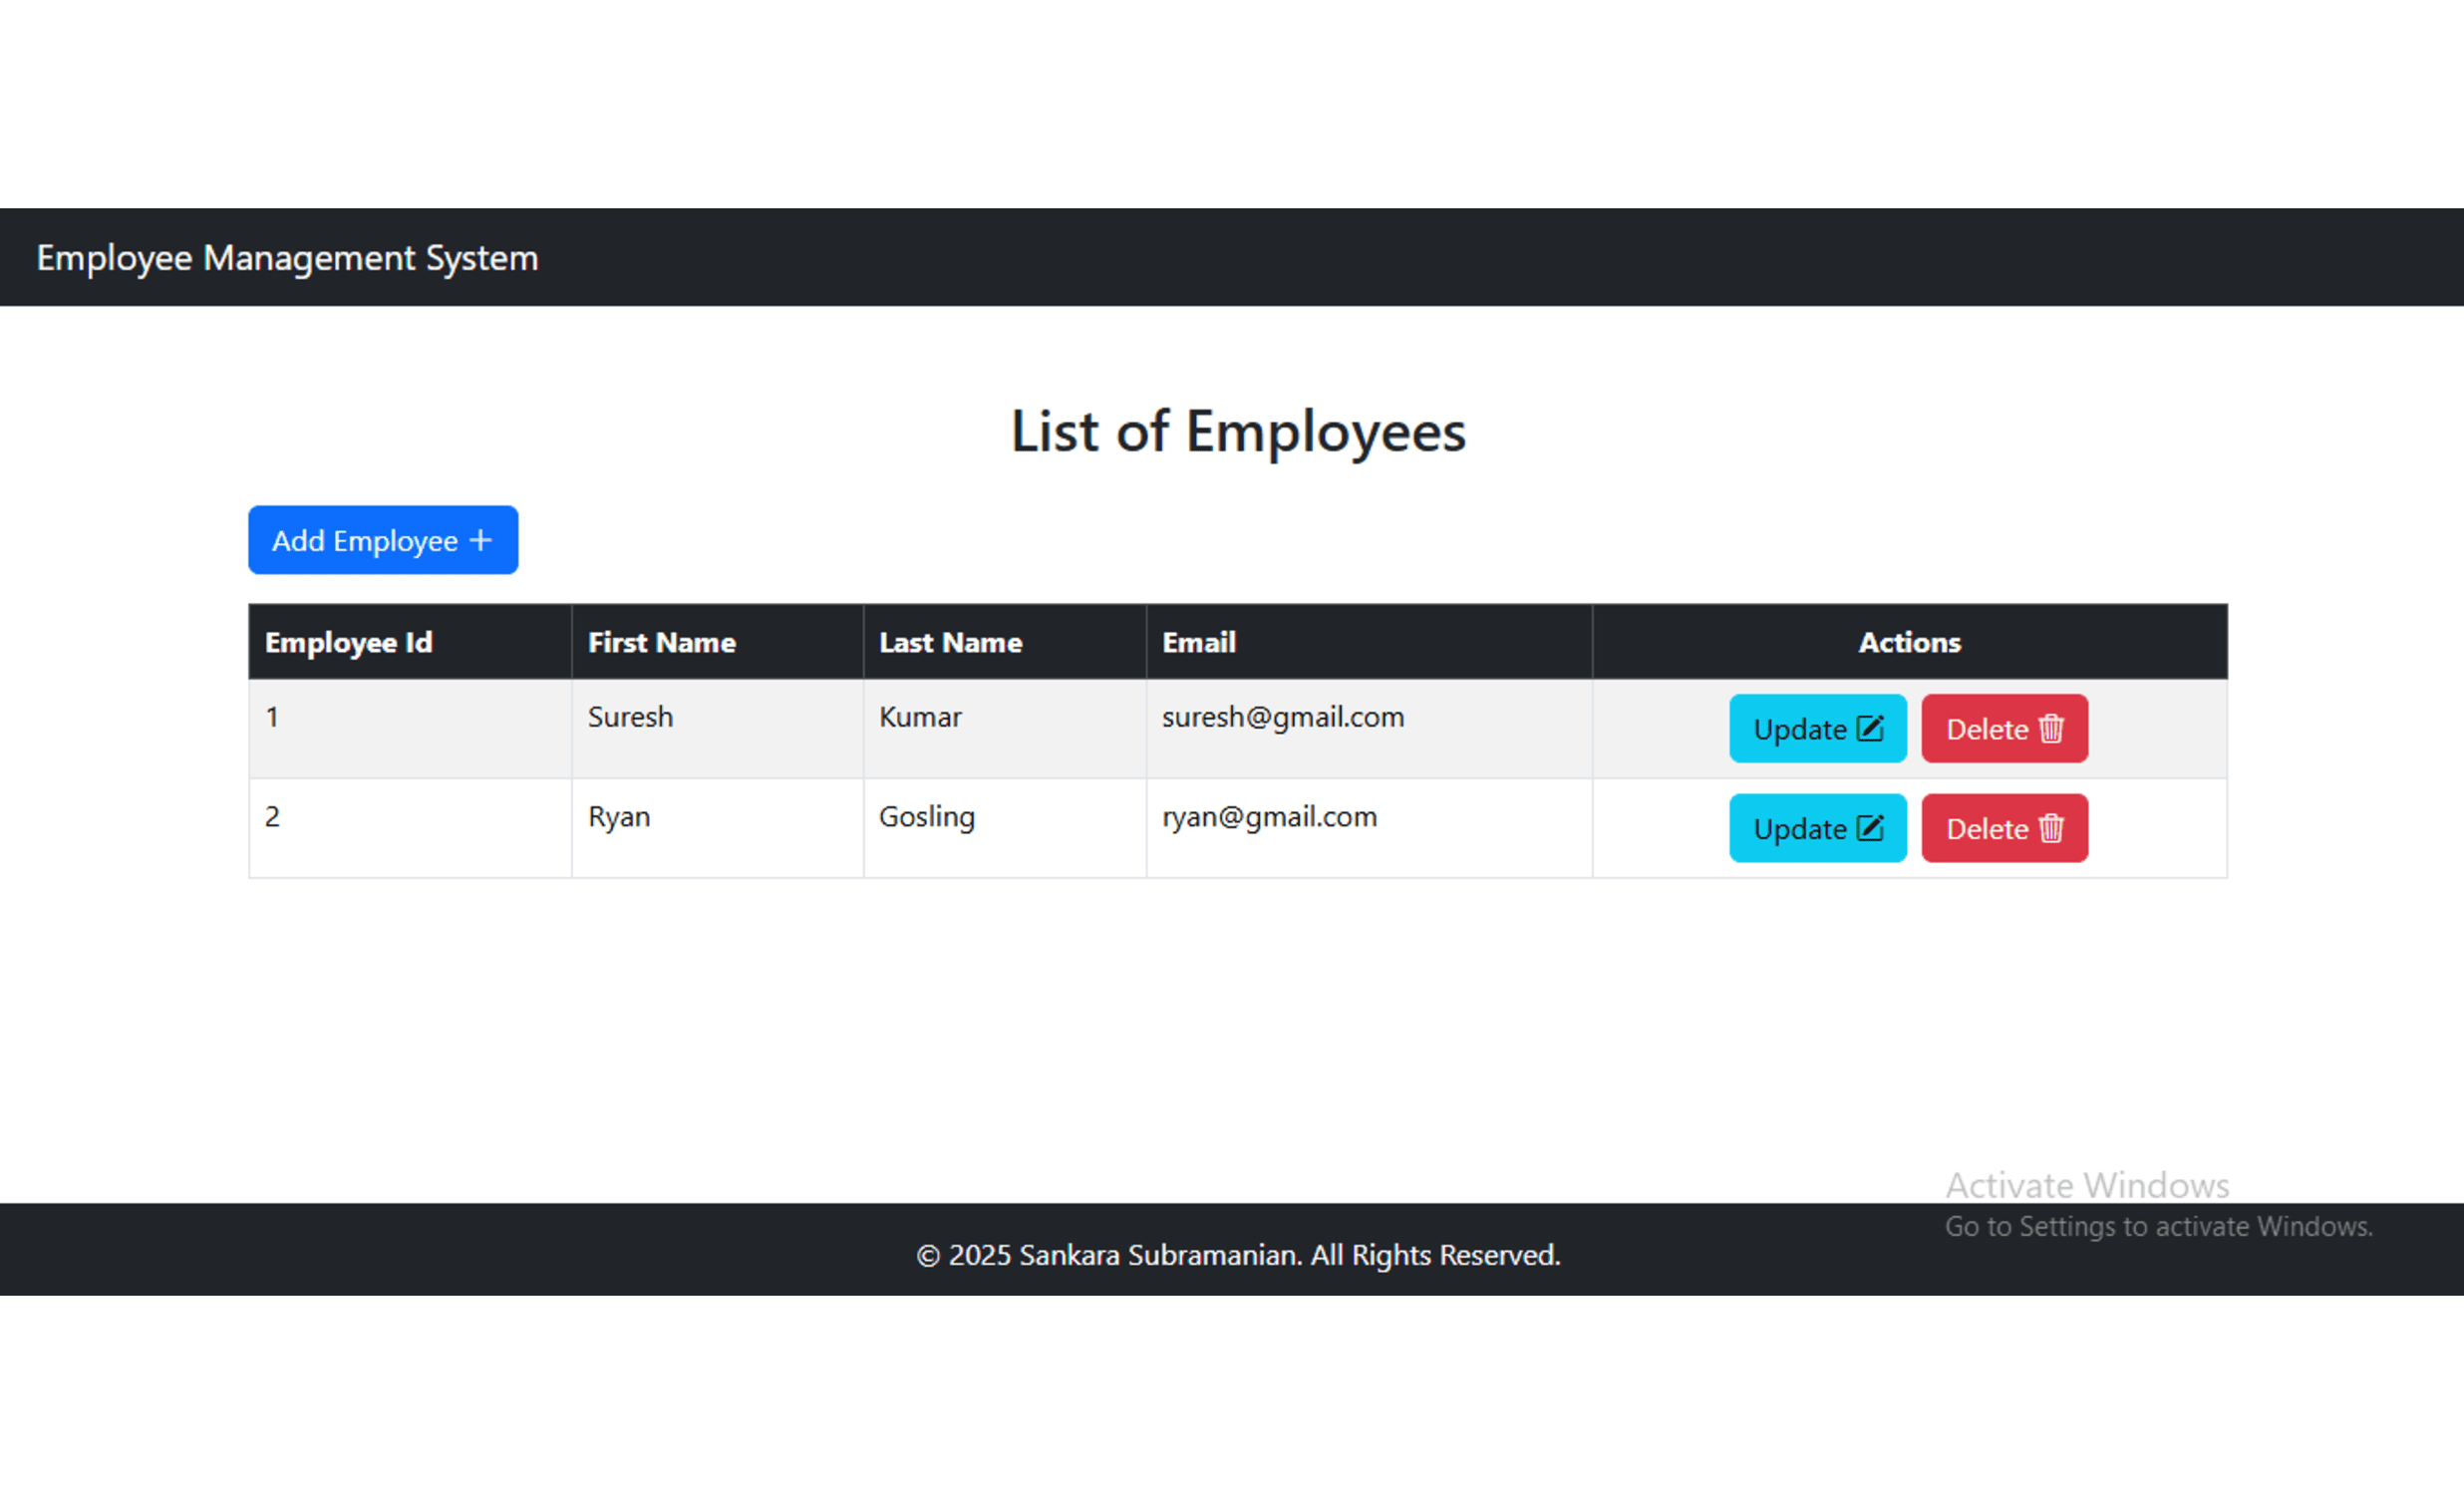 Employee Management System
List of Employees
Add Employee +
Employee Id First Name Last Name Email Actions
1 Suresh Kumar suresh@gmail.com Update Delete
2 Ryan Gosling ryan@gmail.com Update Delete
Activate Windows
Go to Settings to activate Windows.
© 2025 Sankara Subramanian. All Rights Reserved.